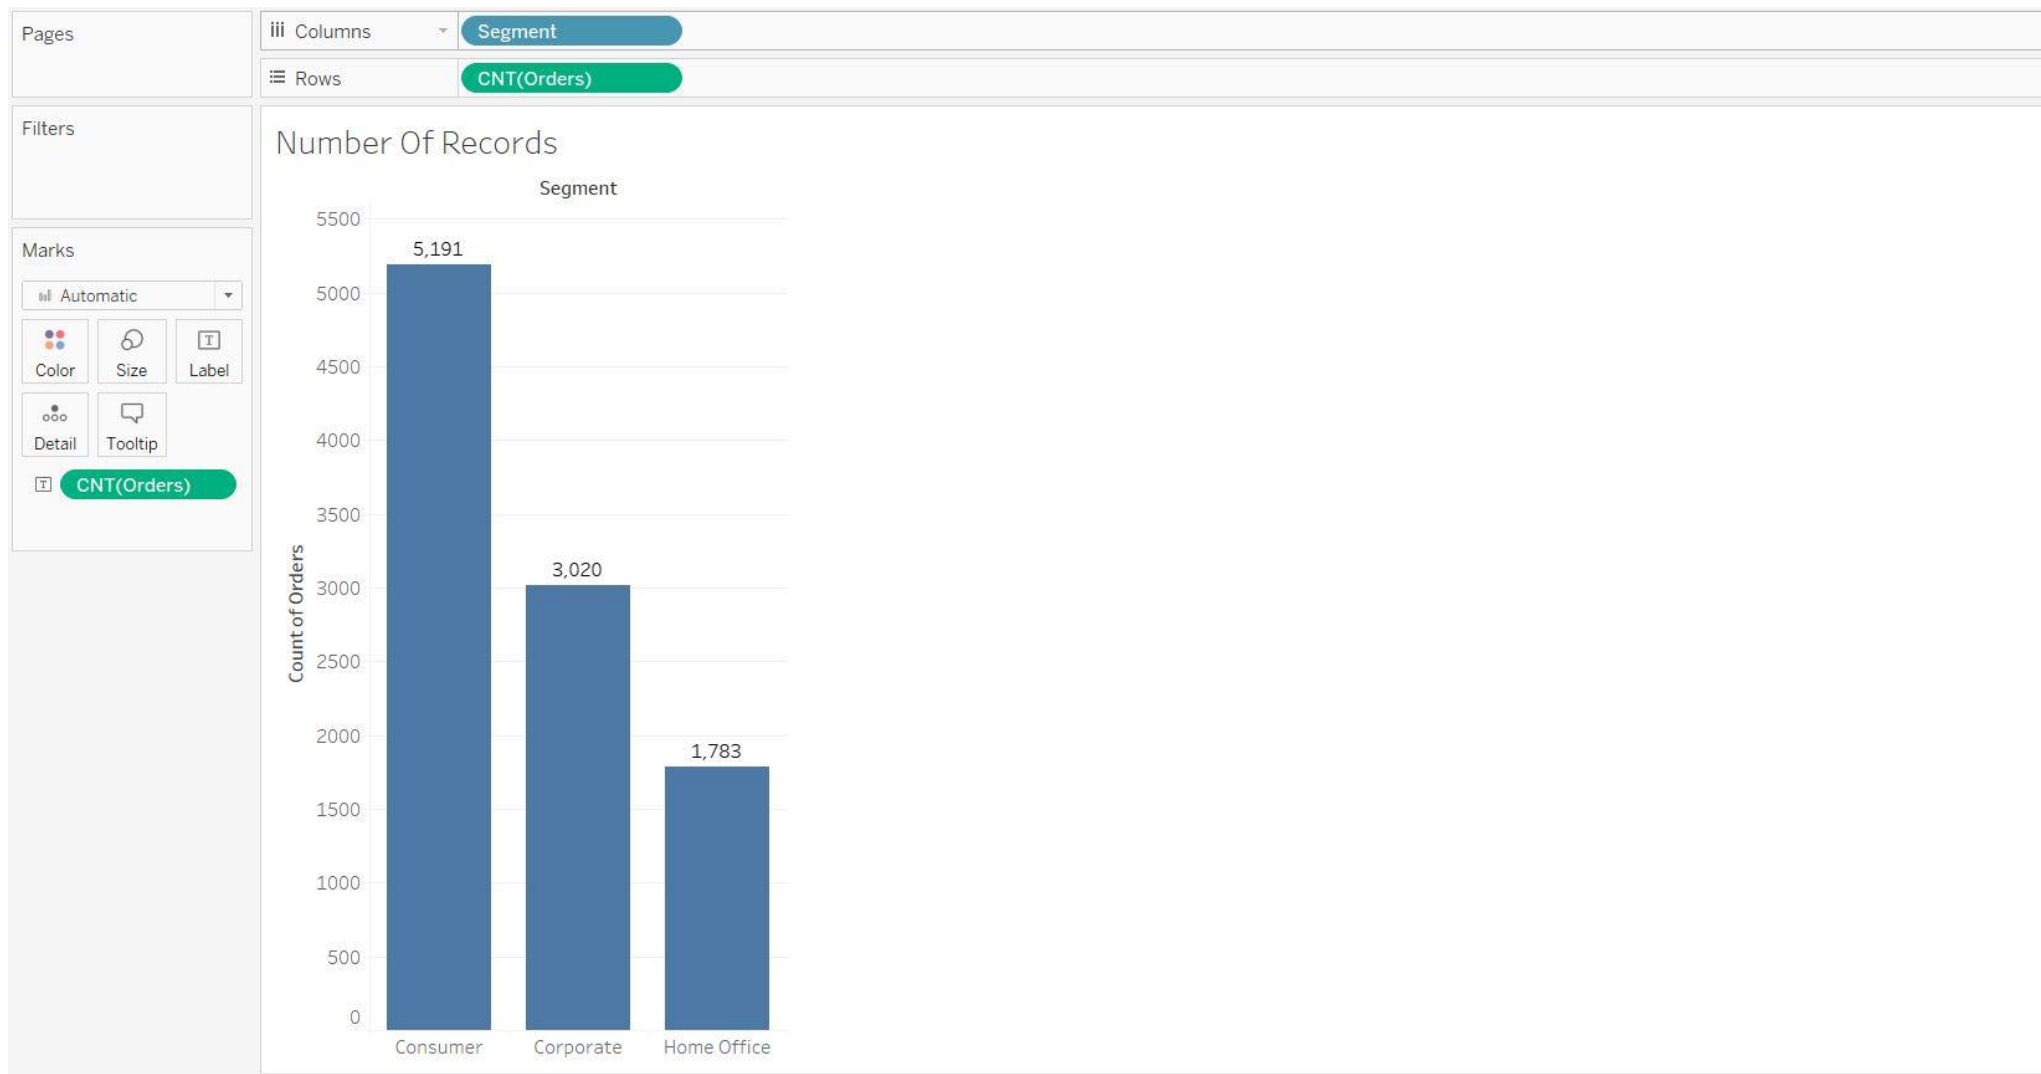 Pages
Columns
Segment
Rows
CNT(Orders)
Filters
Marks
Automatic
Color Size Label
Detail Tooltip
T CNT(Orders)
Number Of Records
Segment
5500
5,191
5000
4500
4000
3500
3,020
3000
2500
2000
1,783
1500
1000
500
0
Count of Orders
Consumer Corporate Home Office